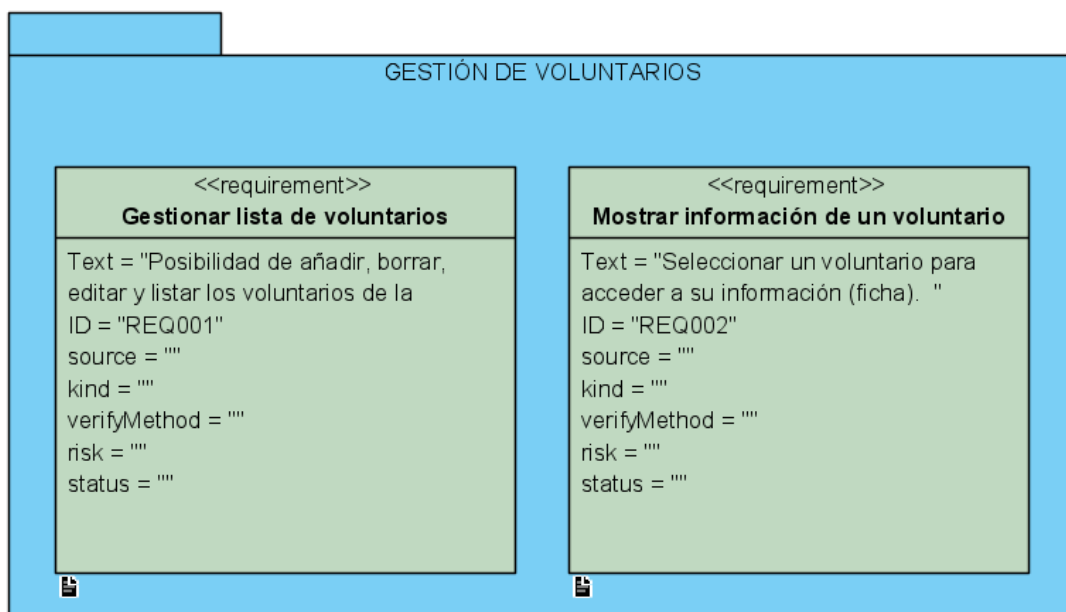 GESTIÓN DE VOLUNTARIOS
<<requirement>>
Gestionar lista de voluntarios
Text = "Posibilidad de añadir, borrar,
editar y listar los voluntarios de la
ID = "REQ001"
source = ""
kind = ""
verifyMethod = ""
risk = ""
status = ""
<<requirement>>
Mostrar información de un voluntario
Text = "Seleccionar un voluntario para
acceder a su información (ficha).  "
ID = "REQ002"
source = ""
kind = ""
verifyMethod = ""
risk = ""
status = ""